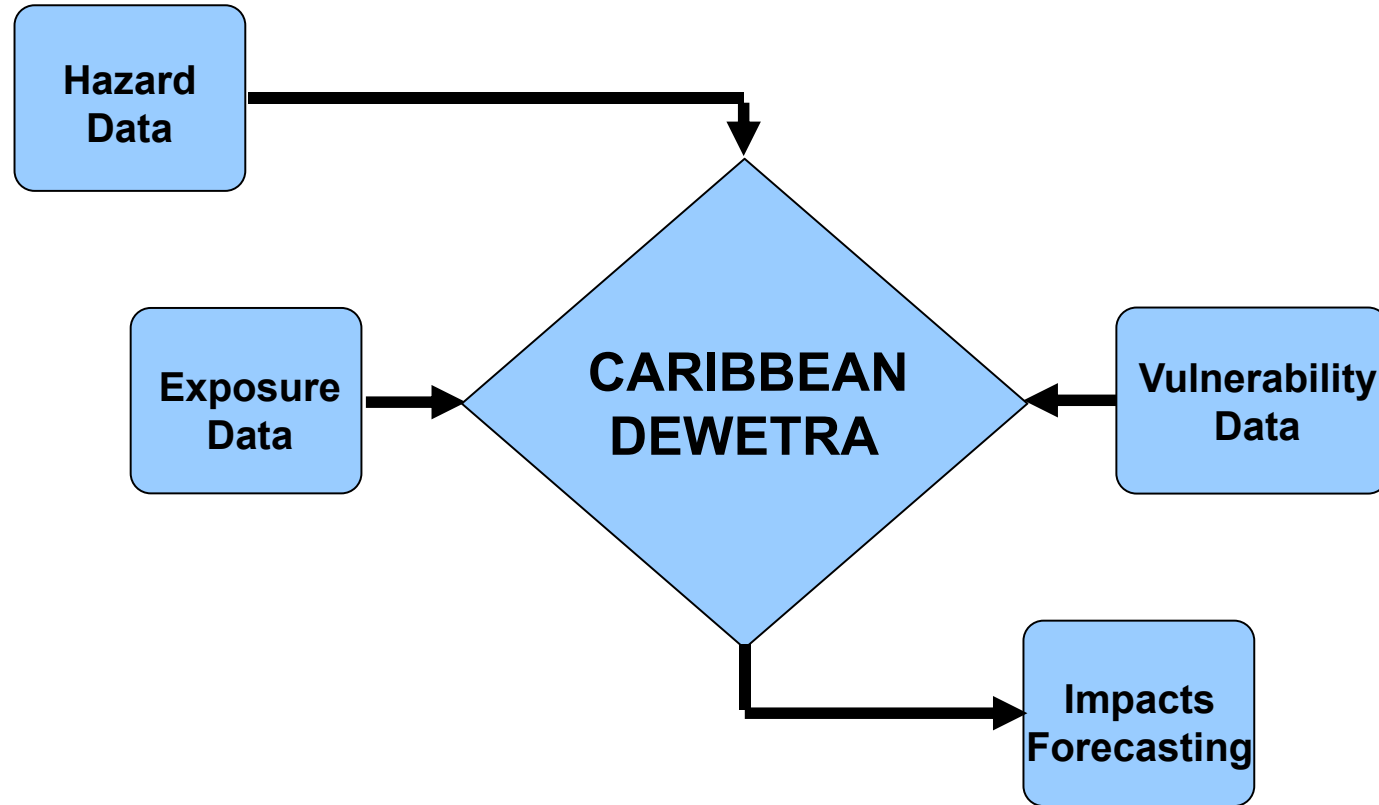 Hazard
Data
Exposure
Data
CARIBBEAN
DEWETRA
Vulnerability
Data
Impacts
Forecasting